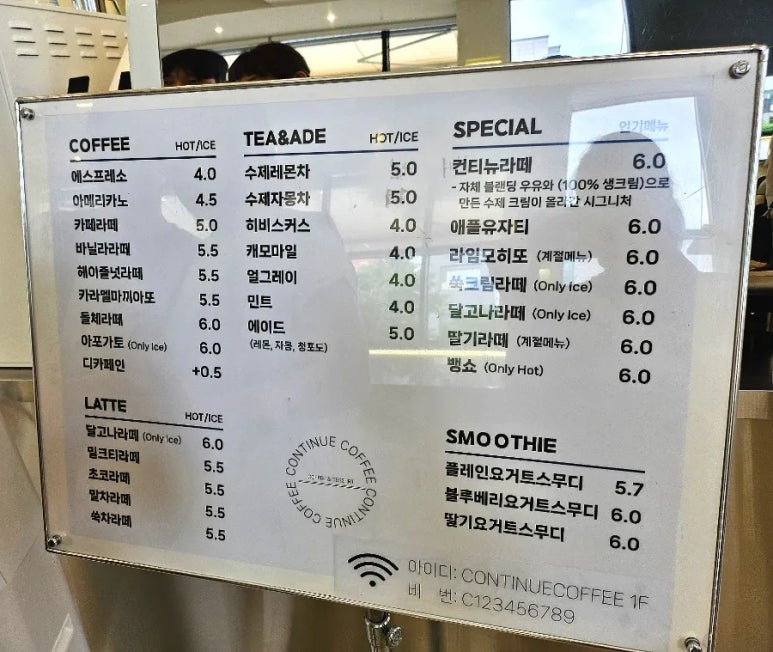 COFFEE HOT/ICE
에스프레소 4.0
아메리카노 4.5
카페라떼 5.0
바닐라라떼 5.5
헤이즐넛라떼 5.5
카라멜마끼아또 5.5
돌체라떼 6.0
아포가토 (Only Ice) 6.0
디카페인 +0.5
LATTE HOT/ICE
달고나라떼 (Only Ice) 6.0
밀크티라떼 5.5
초코라떼 5.5
말차라떼 5.5
쑥차라떼 5.5
TEA&ADE HOT/ICE
수제레몬차 5.0
수제자몽차 5.0
히비스커스 4.0
캐모마일 4.0
얼그레이 4.0
민트 4.0
에이드 5.0
(레몬, 자몽, 청포도)
CONTINUE COFFEE CONTINUE COFFEE
SPECIAL 인기메뉴
컨티뉴라떼 6.0
- 자체 블랜딩 우유와 (100% 생크림)으로
만든 수제 크림이 올라간 시그니처
애플유자티 6.0
라임모히또 (계절메뉴) 6.0
쑥크림라떼 (Only Ice) 6.0
달고나라떼 (Only Ice) 6.0
딸기라떼 (계절메뉴) 6.0
뱅쇼 (Only Hot) 6.0
SMOOTHIE
플레인요거트스무디 5.7
블루베리요거트스무디 6.0
딸기요거트스무디 6.0
아이디: CONTINUECOFFEE 1F
비 번: C123456789